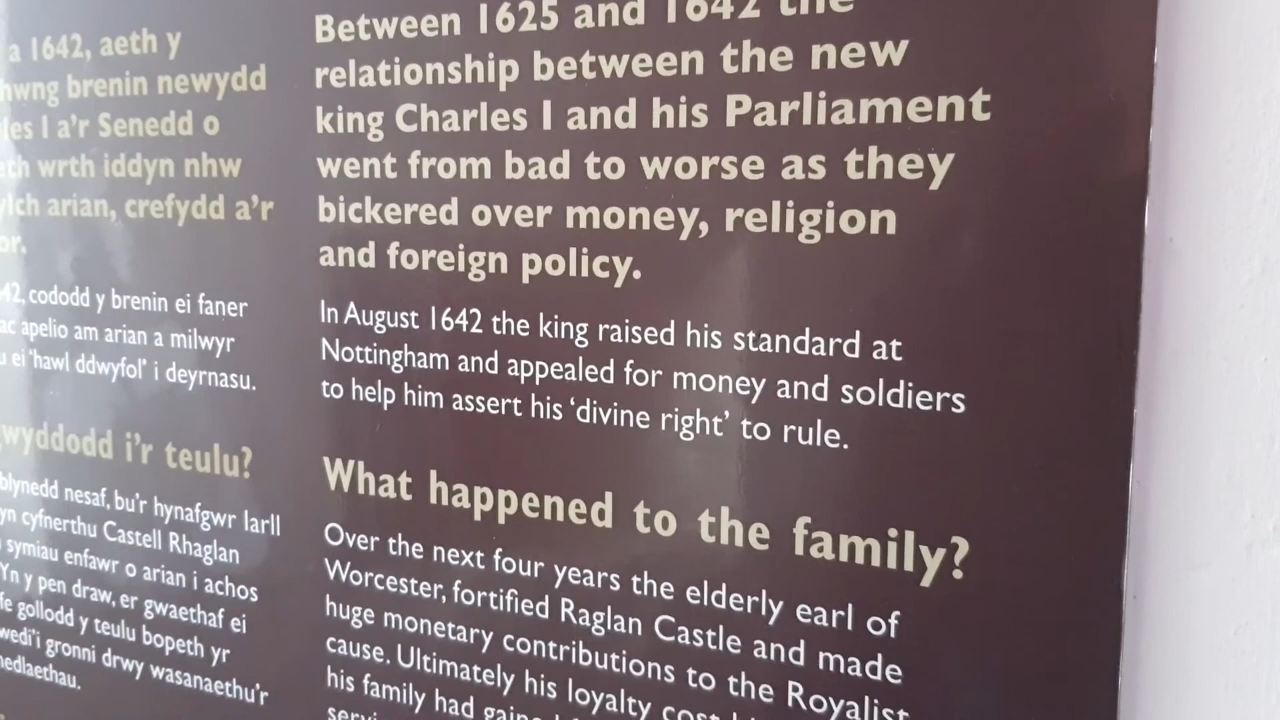 a 1642, aeth y
brenin newydd
a'r Senedd o
wrth iddyn nhw
arian, crefydd a'r
cododd y brenin ei faner
ac apelio am arian a milwyr
ei 'hawl ddwyfol' i deyrnasu.
i'r teulu?
nesaf, bu'r hynafgwr Iarll
yn cyfnerthu Castell Rhaglan
symiau enfawr o arian i achos
Yn y pen draw, er gwaethaf ei
fe gollodd y teulu bopeth yr
wedi'i gronni drwy wasanaethu'r
Between 1625 and 1642 the
relationship between the new
king Charles I and his Parliament
went from bad to worse as they
bickered over money, religion
and foreign policy.
In August 1642 the king raised his standard at
Nottingham and appealed for money and soldiers
to help him assert his 'divine right' to rule.
What happened to the family?
Over the next four years the elderly earl of
Worcester, fortified Raglan Castle and made
huge monetary contributions to the Royalist
cause. Ultimately his loyalty cost
his family had gained